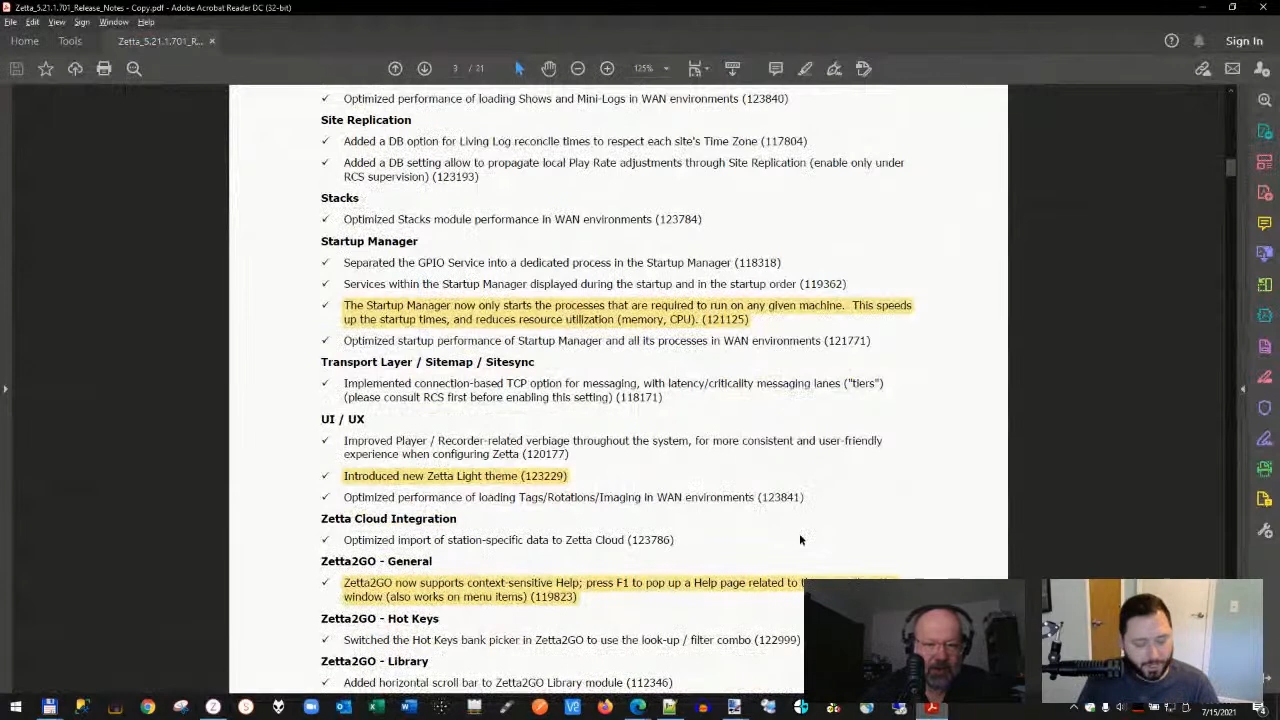 Zetta_5.21.1.701_Release_Notes - Copy.pdf - Adobe Acrobat Reader DC (32-bit)
File Edit View Sign Window Help
Home Tools Zetta_5.21.1.701_R... × Sign In
3 / 21 125%
✓ Optimized performance of loading Shows and Mini-Logs in WAN environments (123840)
Site Replication
✓ Added a DB option for Living Log reconcile times to respect each site's Time Zone (117804)
✓ Added a DB setting allow to propagate local Play Rate adjustments through Site Replication (enable only under
RCS supervision) (123193)
Stacks
✓ Optimized Stacks module performance in WAN environments (123784)
Startup Manager
✓ Separated the GPIO Service into a dedicated process in the Startup Manager (118318)
✓ Services within the Startup Manager displayed during the startup and in the startup order (119362)
✓ The Startup Manager now only starts the processes that are required to run on any given machine. This speeds
up the startup times, and reduces resource utilization (memory, CPU). (121125)
✓ Optimized startup performance of Startup Manager and all its processes in WAN environments (121771)
Transport Layer / Sitemap / Sitesync
✓ Implemented connection-based TCP option for messaging, with latency/criticality messaging lanes ("tiers")
(please consult RCS first before enabling this setting) (118171)
UI / UX
✓ Improved Player / Recorder-related verbiage throughout the system, for more consistent and user-friendly
experience when configuring Zetta (120177)
✓ Introduced new Zetta Light theme (123229)
✓ Optimized performance of loading Tags/Rotations/Imaging in WAN environments (123841)
Zetta Cloud Integration
✓ Optimized import of station-specific data to Zetta Cloud (123786)
Zetta2GO - General
✓ Zetta2GO now supports context-sensitive Help; press F1 to pop up a Help page related to
window (also works on menu items) (119823)
Zetta2GO - Hot Keys
✓ Switched the Hot Keys bank picker in Zetta2GO to use the look-up / filter combo (122999)
Zetta2GO - Library
✓ Added horizontal scroll bar to Zetta2GO Library module (112346)
7/15/2021